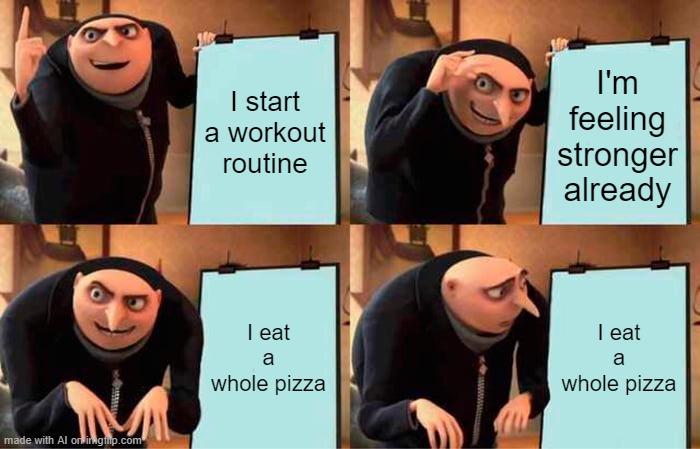 I start
a workout
routine
I'm
feeling
stronger
already
I eat
a
whole pizza
I eat
a
whole pizza
made with AI on imgflip.com